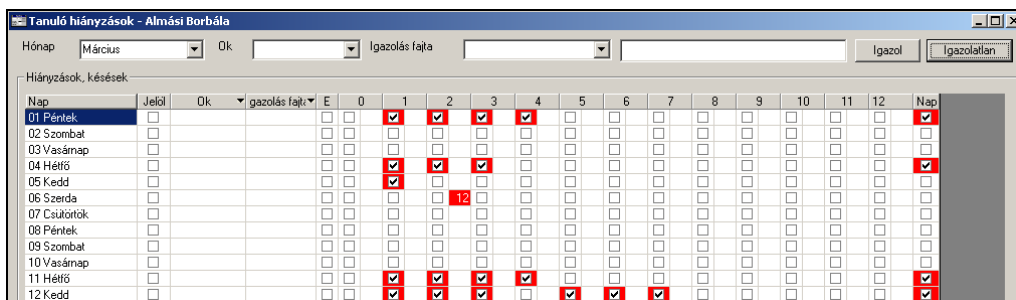 Tanuló hiányzások - Almási Borbála
Hónap Március Ok Igazolás fajta Igazol Igazolatlan
Hiányzások, késések
Nap Jelöl Ok gazolás fajta E 0 1 2 3 4 5 6 7 8 9 10 11 12 Nap
01 Péntek
02 Szombat
03 Vasárnap
04 Hétfő
05 Kedd
06 Szerda 12
07 Csütörtök
08 Péntek
09 Szombat
10 Vasárnap
11 Hétfő
12 Kedd